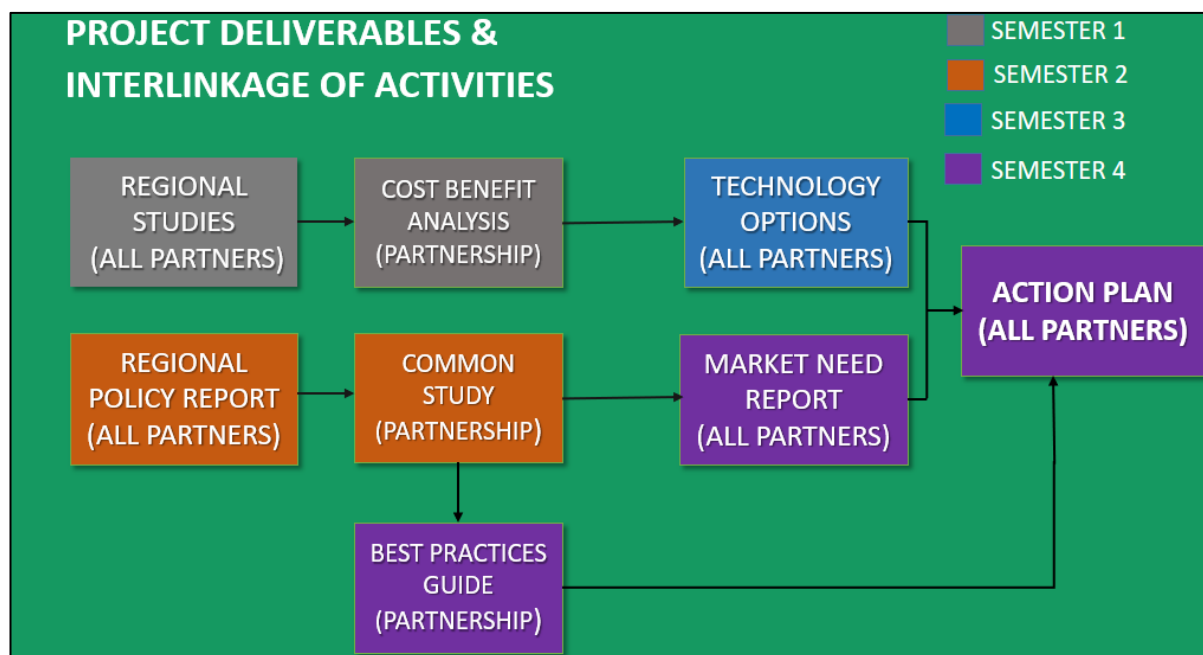 PROJECT DELIVERABLES &
INTERLINKAGE OF ACTIVITIES
SEMESTER 1
SEMESTER 2
SEMESTER 3
SEMESTER 4
REGIONAL
STUDIES
(ALL PARTNERS)
COST BENEFIT
ANALYSIS
(PARTNERSHIP)
TECHNOLOGY
OPTIONS
(ALL PARTNERS)
ACTION PLAN
(ALL PARTNERS)
REGIONAL
POLICY REPORT
(ALL PARTNERS)
COMMON
STUDY
(PARTNERSHIP)
MARKET NEED
REPORT
(ALL PARTNERS)
BEST PRACTICES
GUIDE
(PARTNERSHIP)